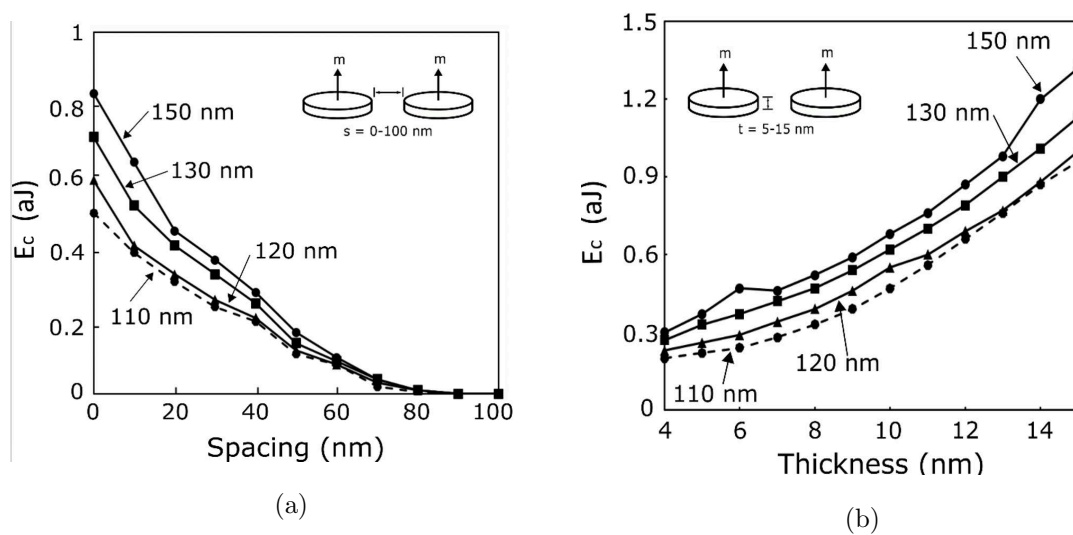 1
0.8
0.6
0.4
0.2
0
E_c (aJ)
150 nm
130 nm
120 nm
110 nm
m
m
s = 0-100 nm
0
20
40
60
80
100
Spacing (nm)
(a)
1.5
1.2
0.9
0.6
0.3
0
E_c (aJ)
m
m
t = 5-15 nm
150 nm
130 nm
120 nm
110 nm
4
6
8
10
12
14
Thickness (nm)
(b)